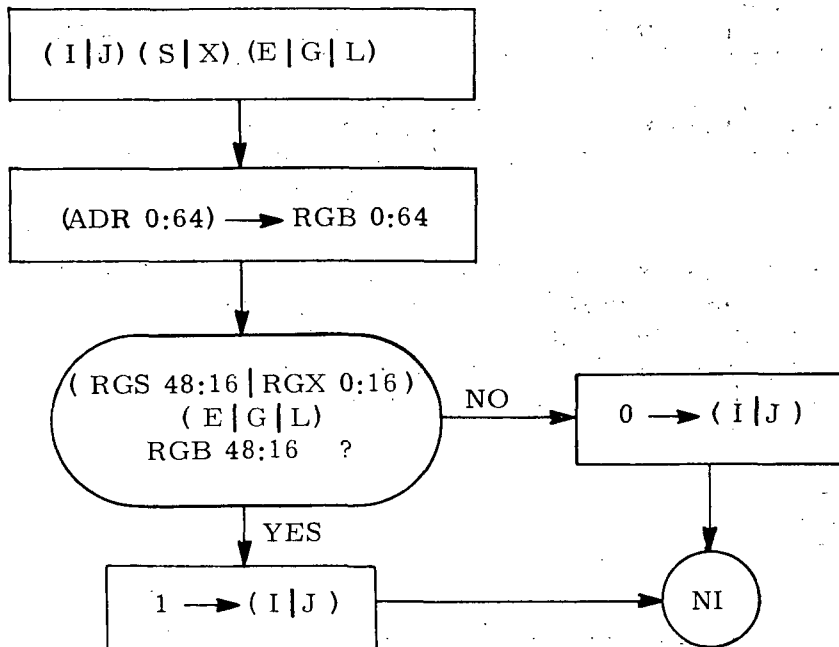 ( I | J ) ( S | X ) (E | G | L)
(ADR 0:64) → RGB 0:64
( RGS 48:16 | RGX 0:16 )
( E | G | L )
RGB 48:16 ?
NO
0 → ( I | J )
YES
1 → ( I | J )
NI